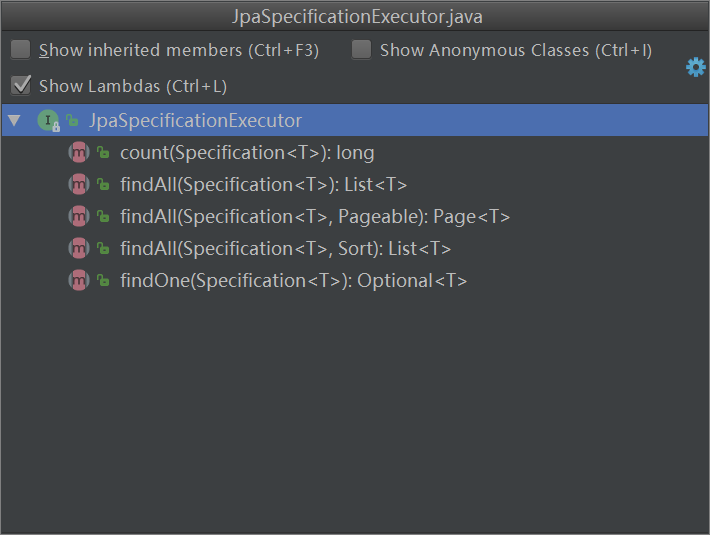 JpaSpecificationExecutor.java
Show inherited members (Ctrl+F3) Show Anonymous Classes (Ctrl+I)
Show Lambdas (Ctrl+L)
I JpaSpecificationExecutor
m count(Specification<T>): long
m findAll(Specification<T>): List<T>
m findAll(Specification<T>, Pageable): Page<T>
m findAll(Specification<T>, Sort): List<T>
m findOne(Specification<T>): Optional<T>